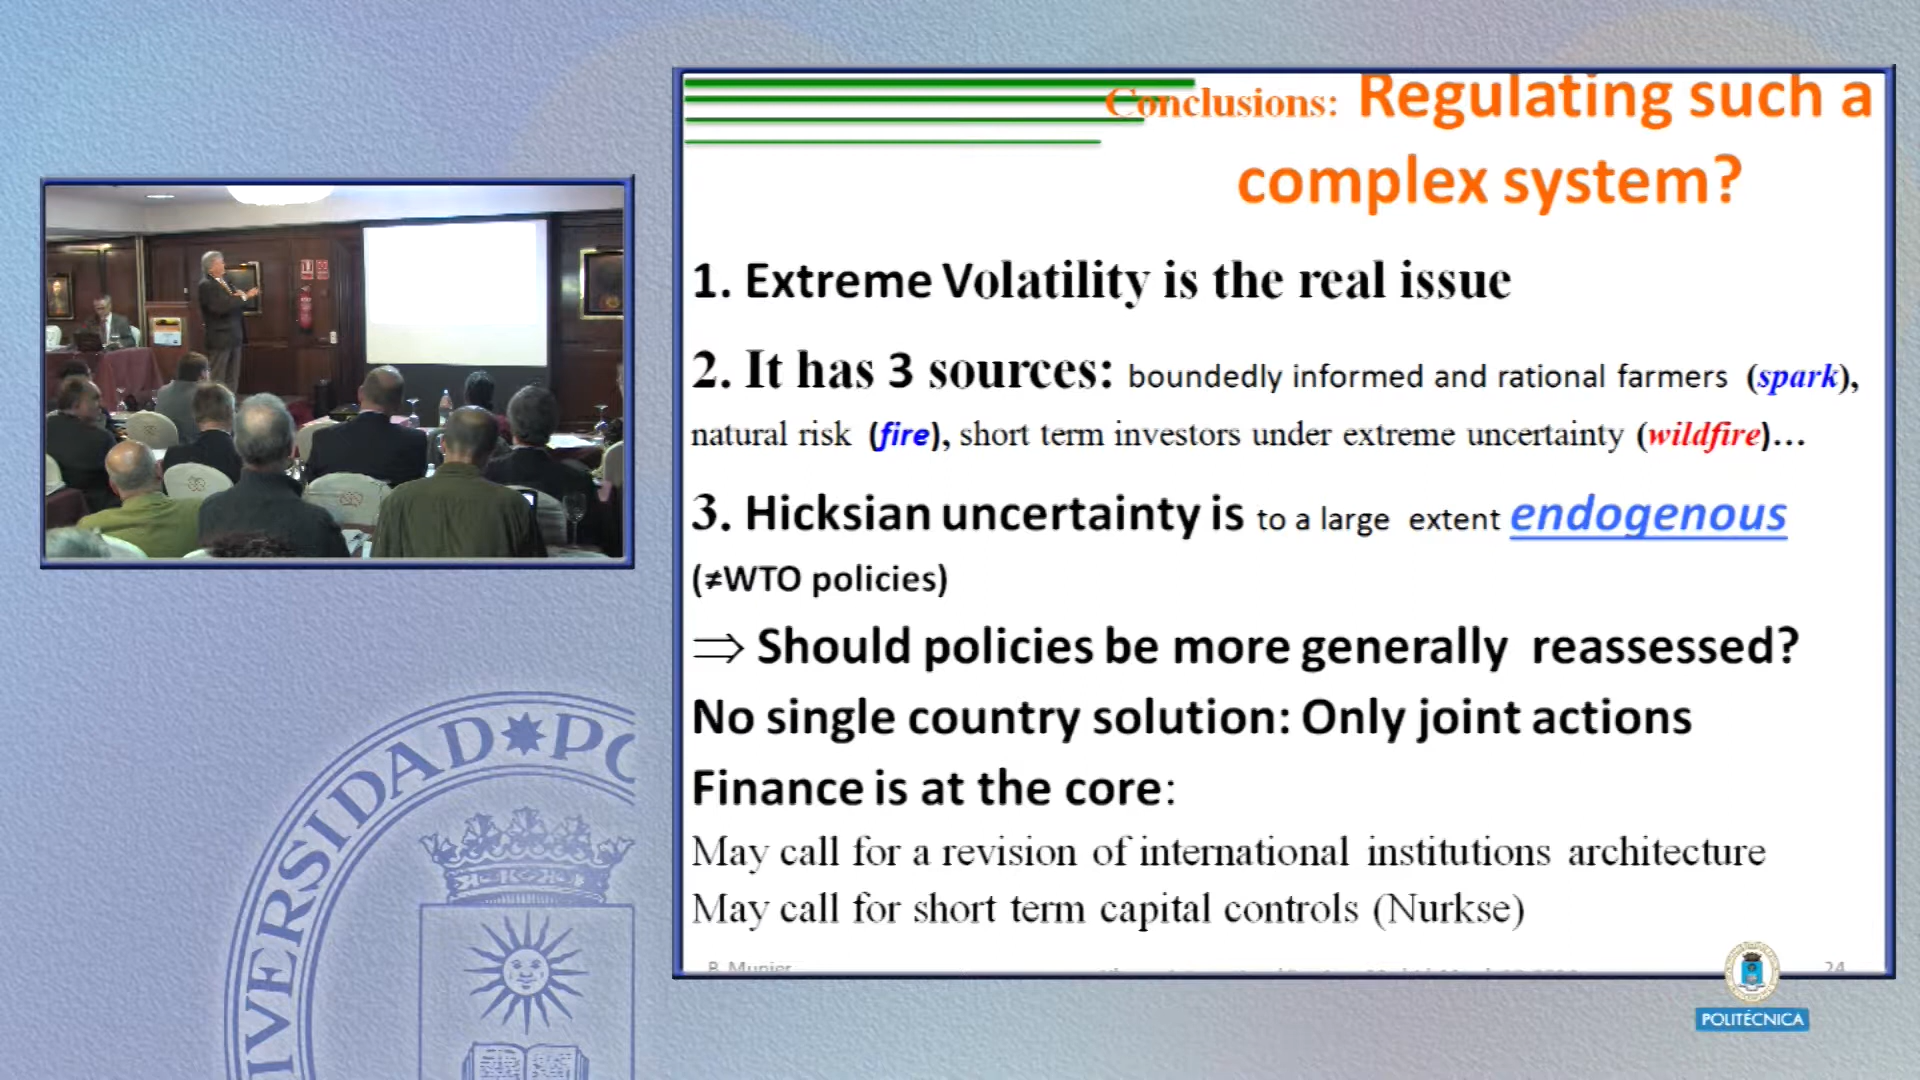 Conclusions: Regulating such a
complex system?
1. Extreme Volatility is the real issue
2. It has 3 sources: boundedly informed and rational farmers (spark),
natural risk (fire), short term investors under extreme uncertainty (wildfire)...
3. Hicksian uncertainty is to a large extent endogenous
(≠WTO policies)
⇒ Should policies be more generally reassessed?
No single country solution: Only joint actions
Finance is at the core:
May call for a revision of international institutions architecture
May call for short term capital controls (Nurkse)
B. Munier
24
POLITÉCNICA